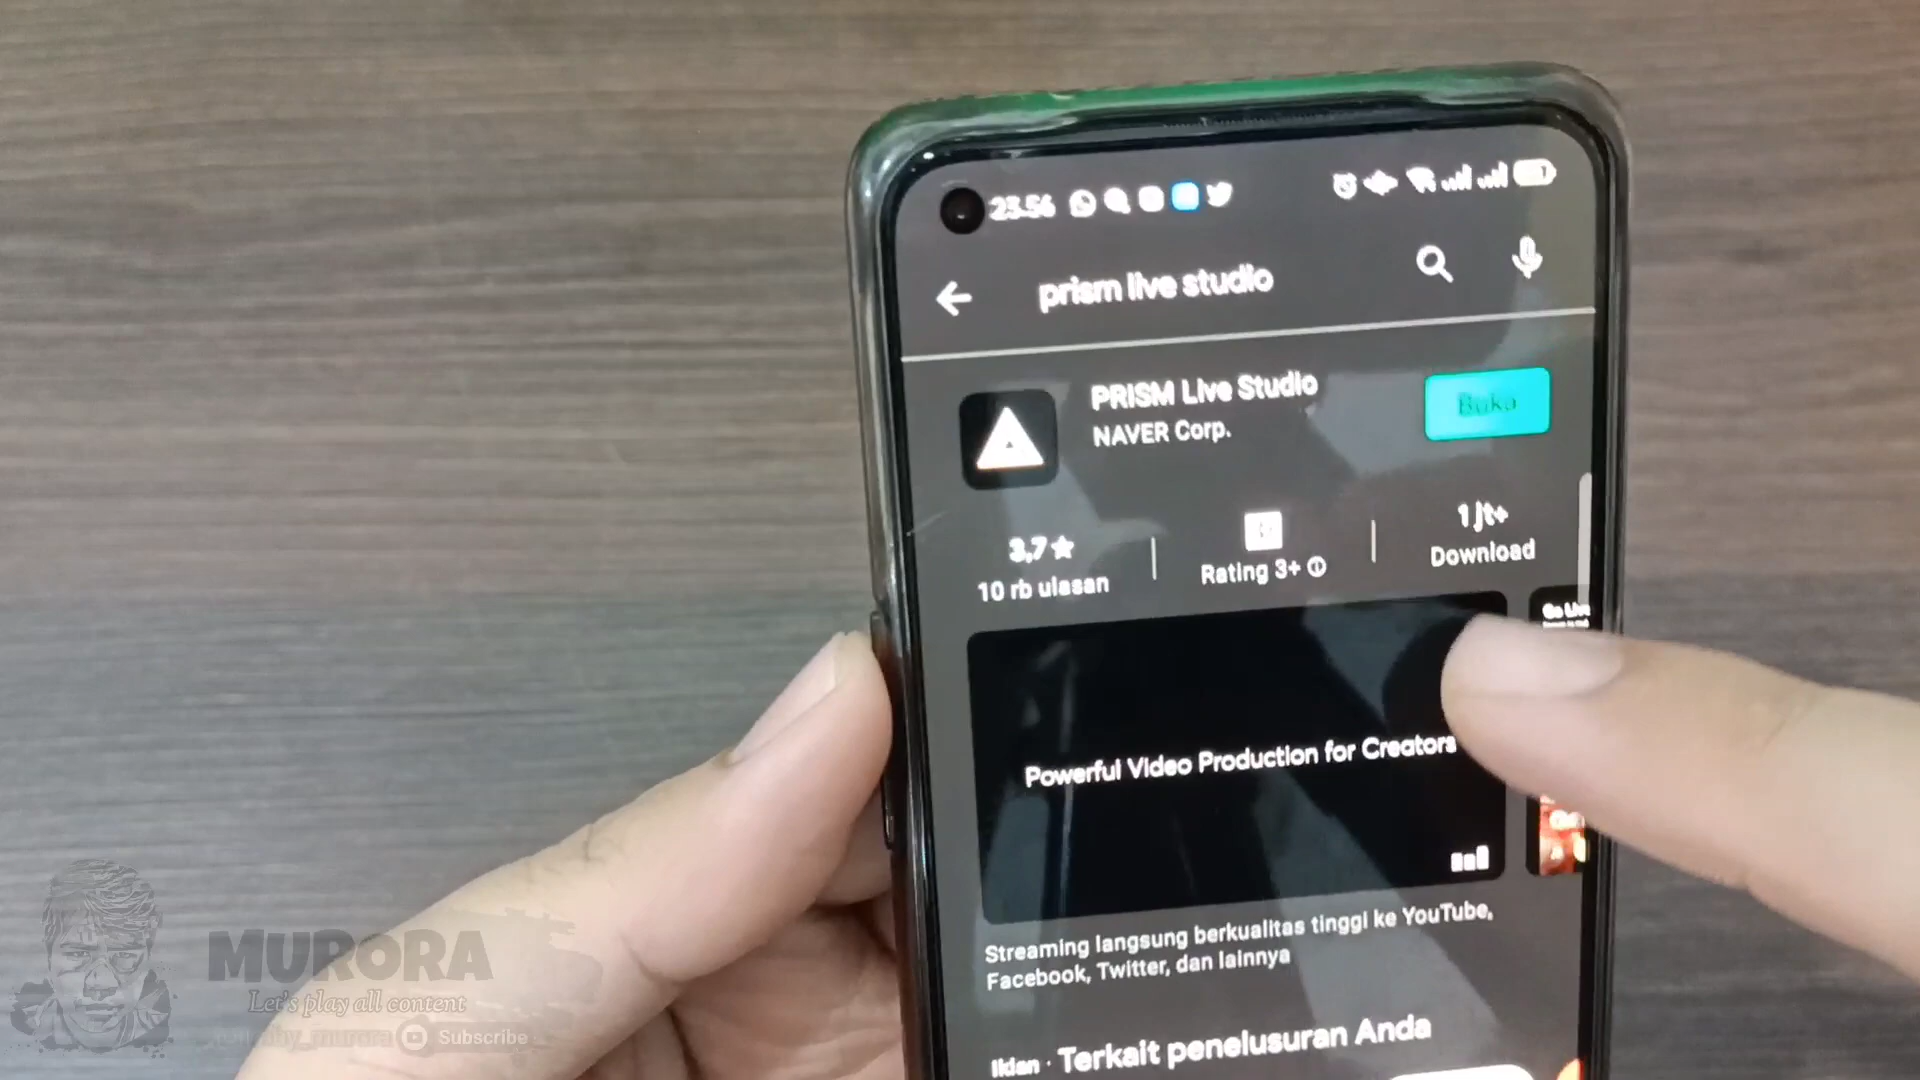 23.56
prism live studio
PRISM Live Studio
NAVER Corp.
Buka
3,7★
10 rb ulasan
Rating 3+
1 jt+
Download
Go Live
Powerful Video Production for Creators
Streaming langsung berkualitas tinggi ke YouTube,
Facebook, Twitter, dan lainnya
Iklan · Terkait penelusuran Anda
MURORA
Let's play all content
Subscribe